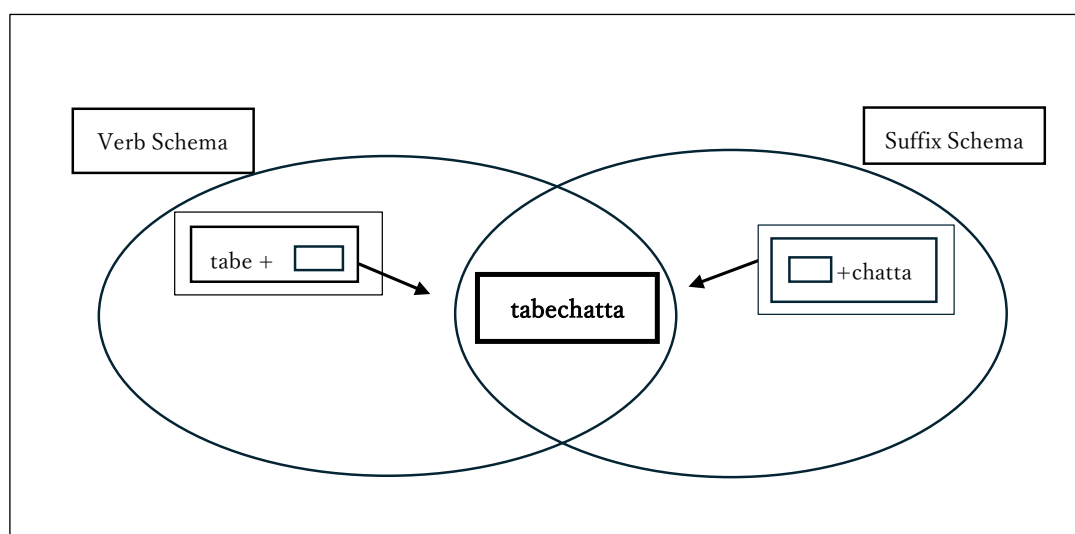 Verb Schema
Suffix Schema
tabe +
+chatta
tabechatta